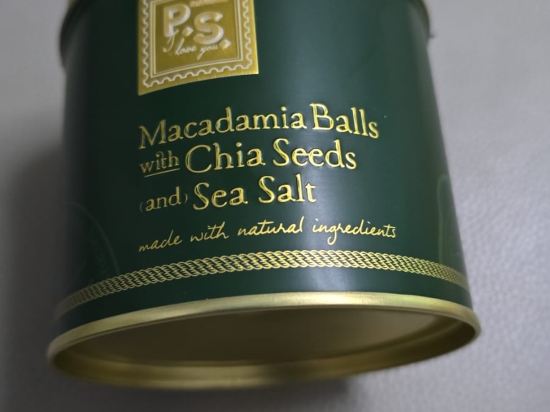 P.S
I love you.
Macadamia Balls
with Chia Seeds
(and) Sea Salt
made with natural ingredients